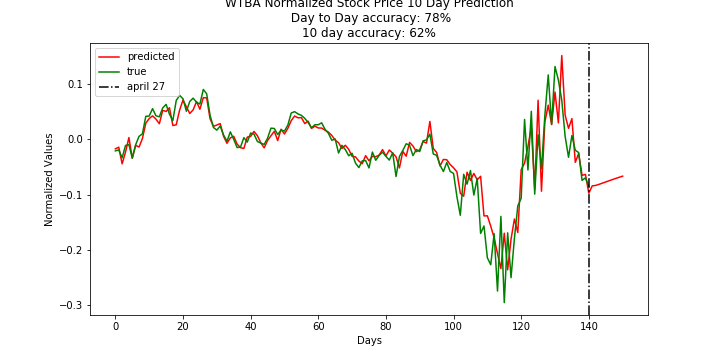 WTBA Normalized Stock Price 10 Day Prediction
Day to Day accuracy: 78%
10 day accuracy: 62%
predicted
true
april 27
0.1
0.0
−0.1
−0.2
−0.3
Normalized Values
0 20 40 60 80 100 120 140
Days